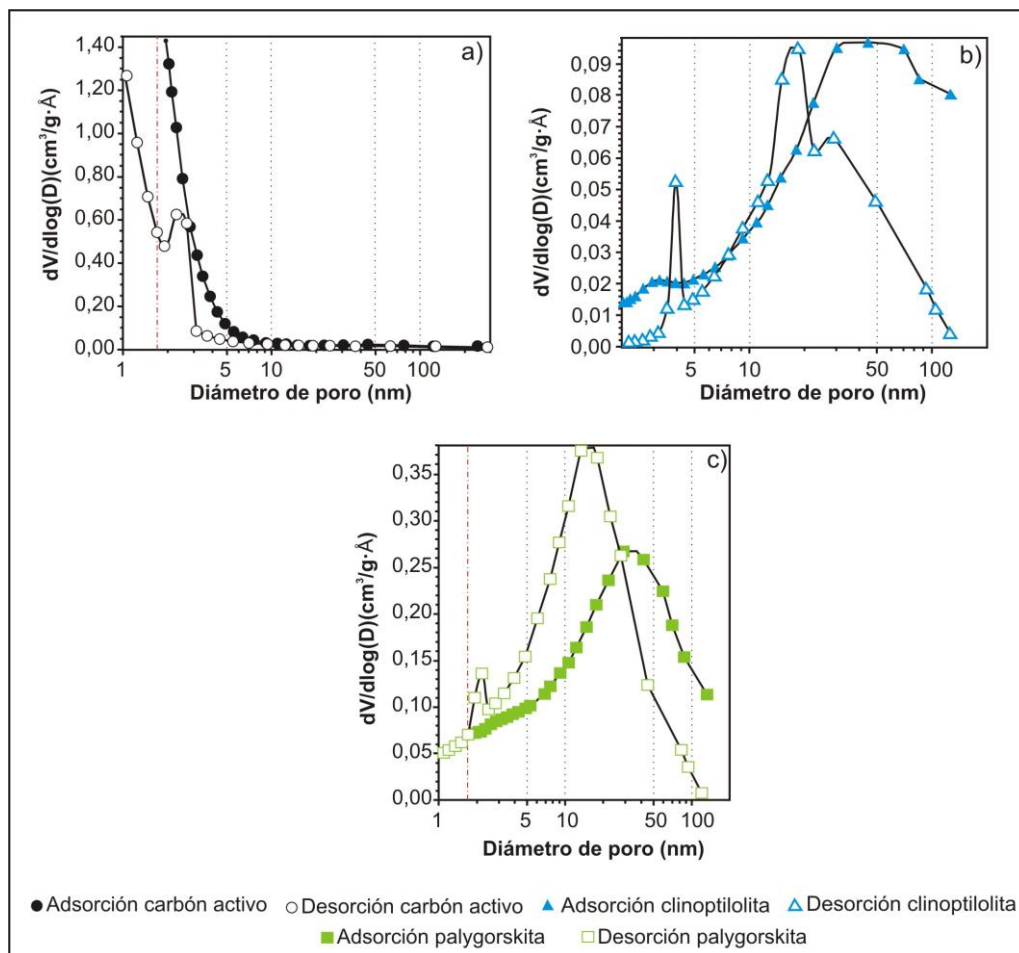 a)
dV/dlog(D)(cm³/g·Å)
1,40
1,20
1,00
0,80
0,60
0,40
0,20
0,00
1 5 10 50 100
Diámetro de poro (nm)
b)
dV/dlog(D)(cm³/g·Å)
0,09
0,08
0,07
0,06
0,05
0,04
0,03
0,02
0,01
0,00
5 10 50 100
Diámetro de poro (nm)
c)
dV/dlog(D)(cm³/g·Å)
0,35
0,30
0,25
0,20
0,15
0,10
0,05
0,00
1 5 10 50 100
Diámetro de poro (nm)
Adsorción carbón activo Desorción carbón activo Adsorción clinoptilolita Desorción clinoptilolita
Adsorción palygorskita Desorción palygorskita